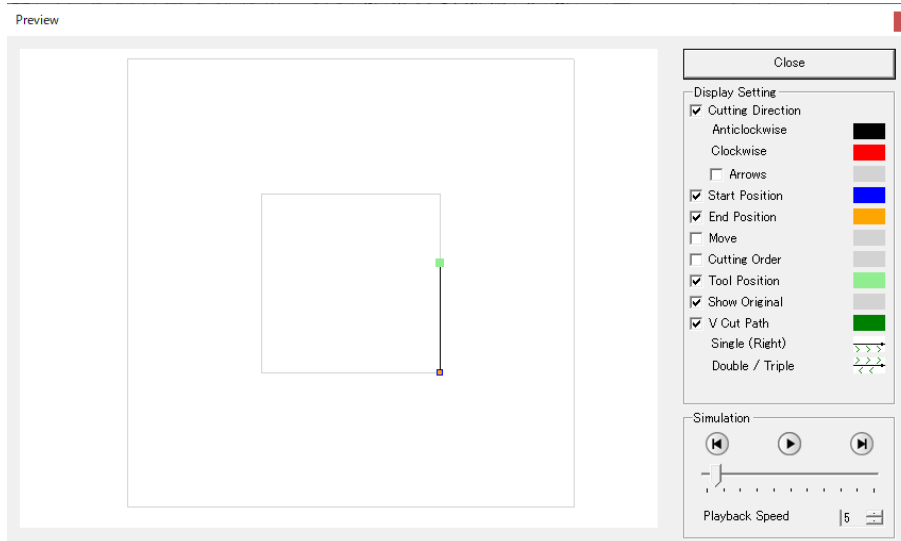 Preview
Close
Display Setting
Cutting Direction
Anticlockwise
Clockwise
Arrows
Start Position
End Position
Move
Cutting Order
Tool Position
Show Original
V Cut Path
Single (Right)
Double / Triple
Simulation
Playback Speed 5